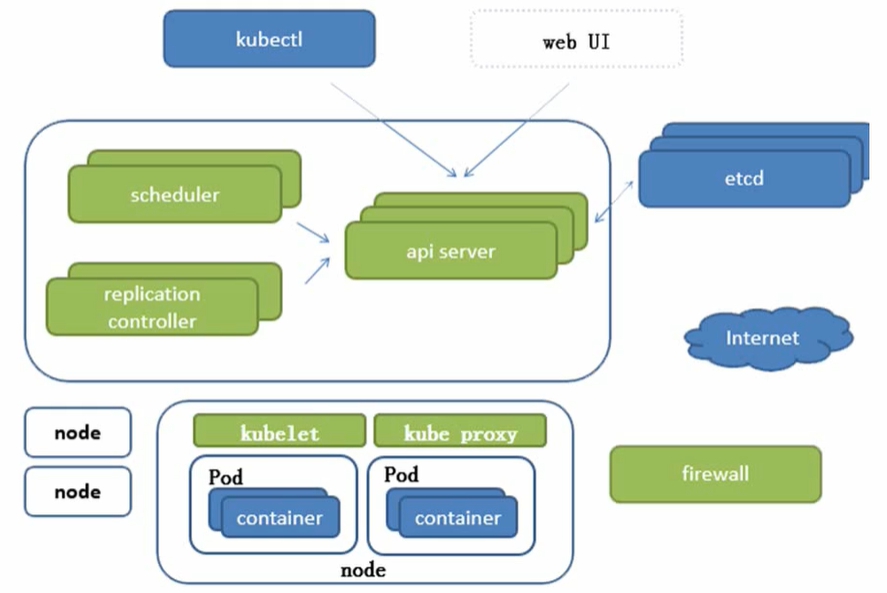 kubectl
web UI
scheduler
etcd
api server
replication
controller
Internet
node
kubelet
kube proxy
node
Pod
Pod
container
container
firewall
node